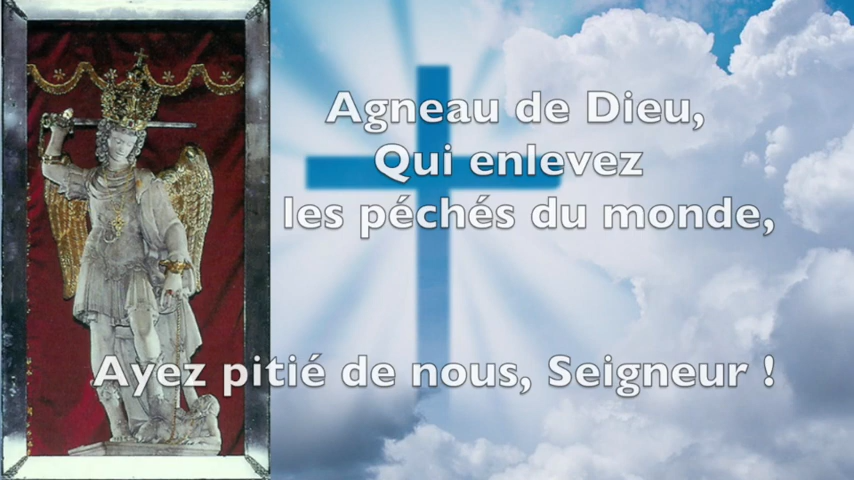 Agneau de Dieu,
Qui enlevez
les péchés du monde,
Ayez pitié de nous, Seigneur !